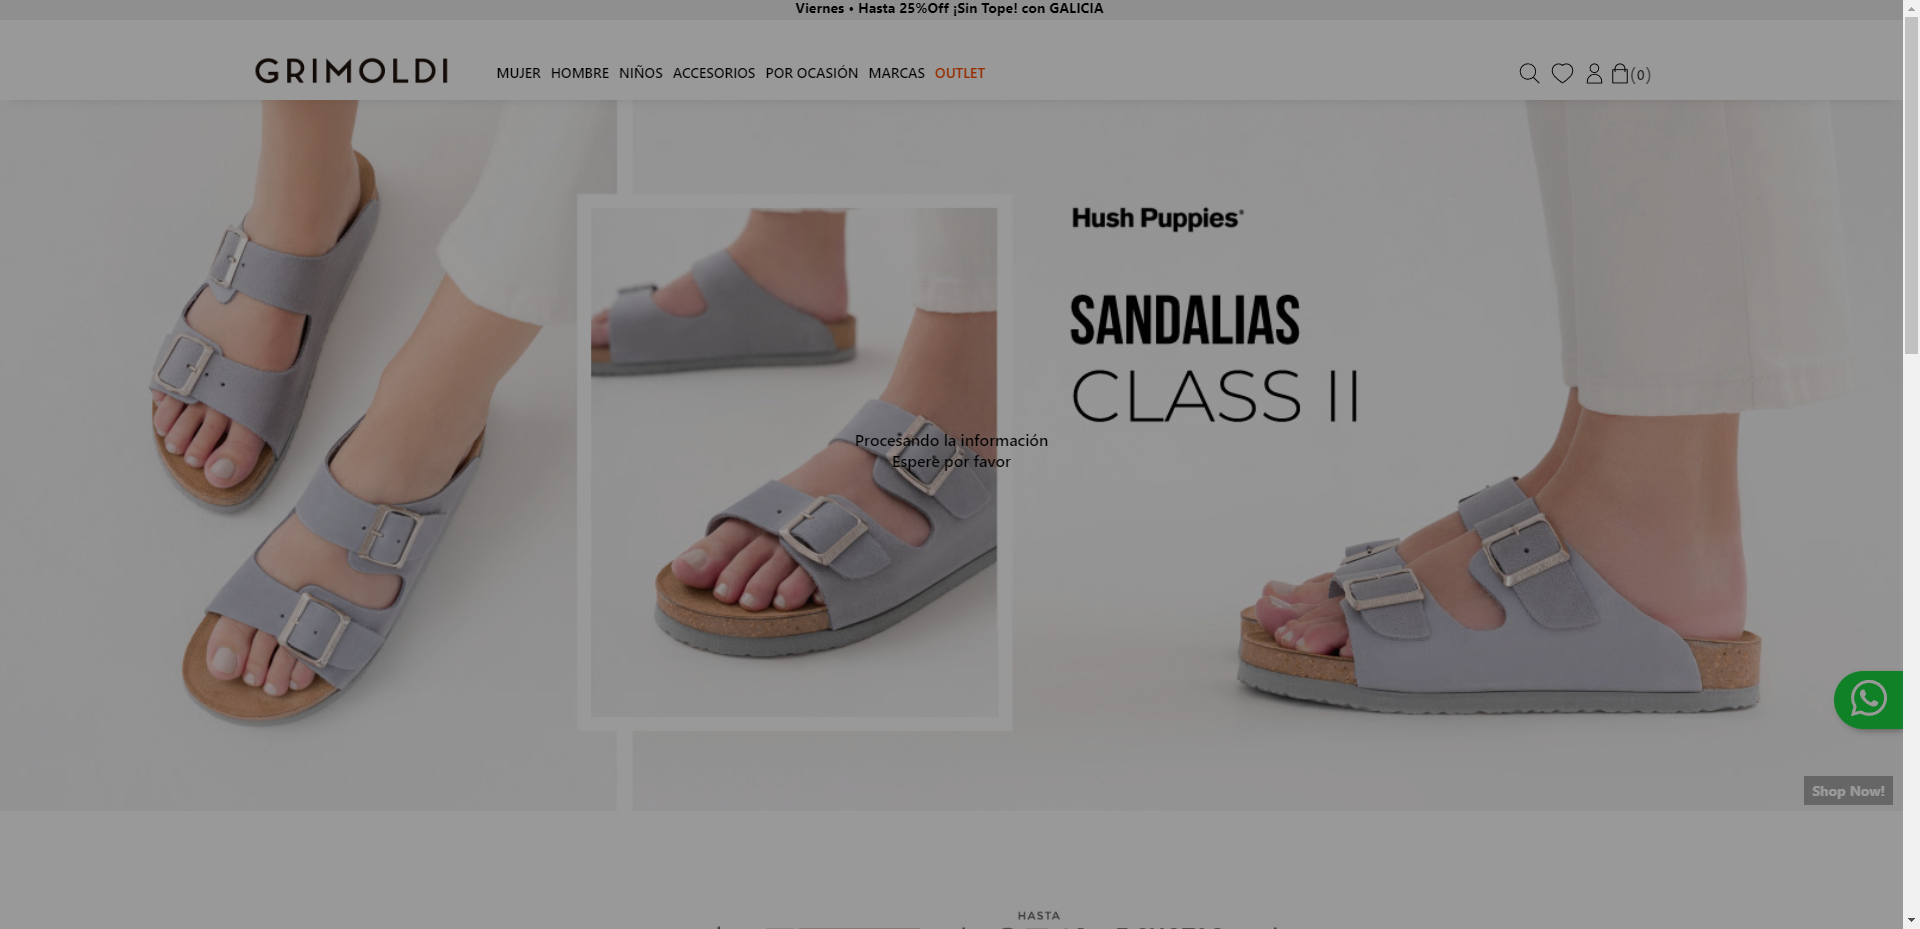 Viernes • Hasta 25%Off ¡Sin Tope! con GALICIA
GRIMOLDI
MUJER HOMBRE NIÑOS ACCESORIOS POR OCASIÓN MARCAS OUTLET
(0)
Hush Puppies®
SANDALIAS
CLASS II
Procesando la información
Espere por favor
Shop Now!
HASTA